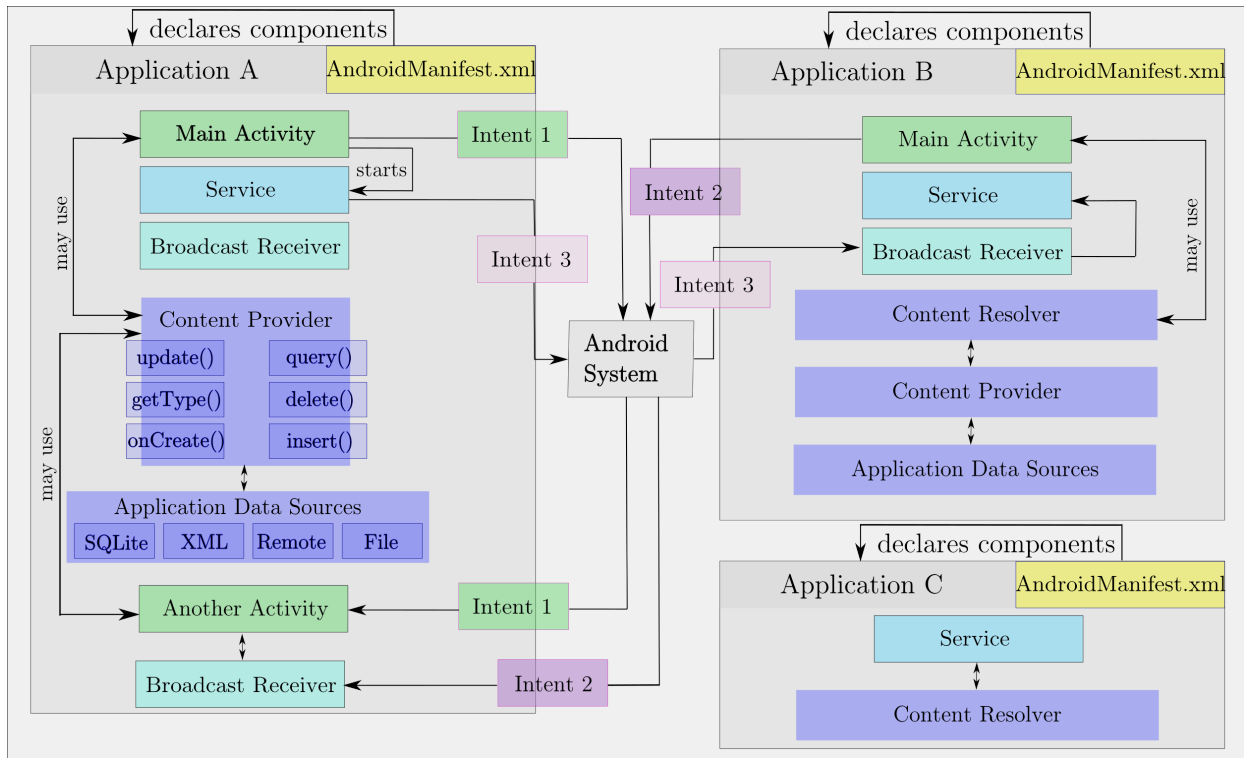 declares components
Application A
AndroidManifest.xml
Main Activity
Intent 1
starts
Service
Broadcast Receiver
Intent 3
may use
Content Provider
update()
query()
getType()
delete()
onCreate()
insert()
may use
Application Data Sources
SQLite
XML
Remote
File
Another Activity
Intent 1
Broadcast Receiver
Intent 2
Android
System
Intent 2
Intent 3
declares components
Application B
AndroidManifest.xml
Main Activity
Service
Broadcast Receiver
may use
Content Resolver
Content Provider
Application Data Sources
declares components
Application C
AndroidManifest.xml
Service
Content Resolver